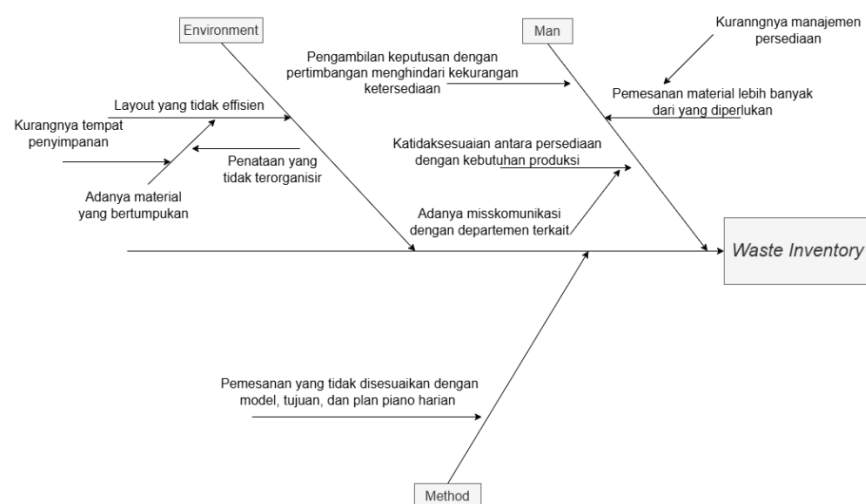 Environment
Man
Kuranngnya manajemen
persediaan
Pengambilan keputusan dengan
pertimbangan menghindari kekurangan
ketersediaan
Pemesanan material lebih banyak
dari yang diperlukan
Layout yang tidak effisien
Kurangnya tempat
penyimpanan
Penataan yang
tidak terorganisir
Adanya material
yang bertumpukan
Katidaksesuaian antara persediaan
dengan kebutuhan produksi
Adanya misskomunikasi
dengan departemen terkait
Waste Inventory
Pemesanan yang tidak disesuaikan dengan
model, tujuan, dan plan piano harian
Method